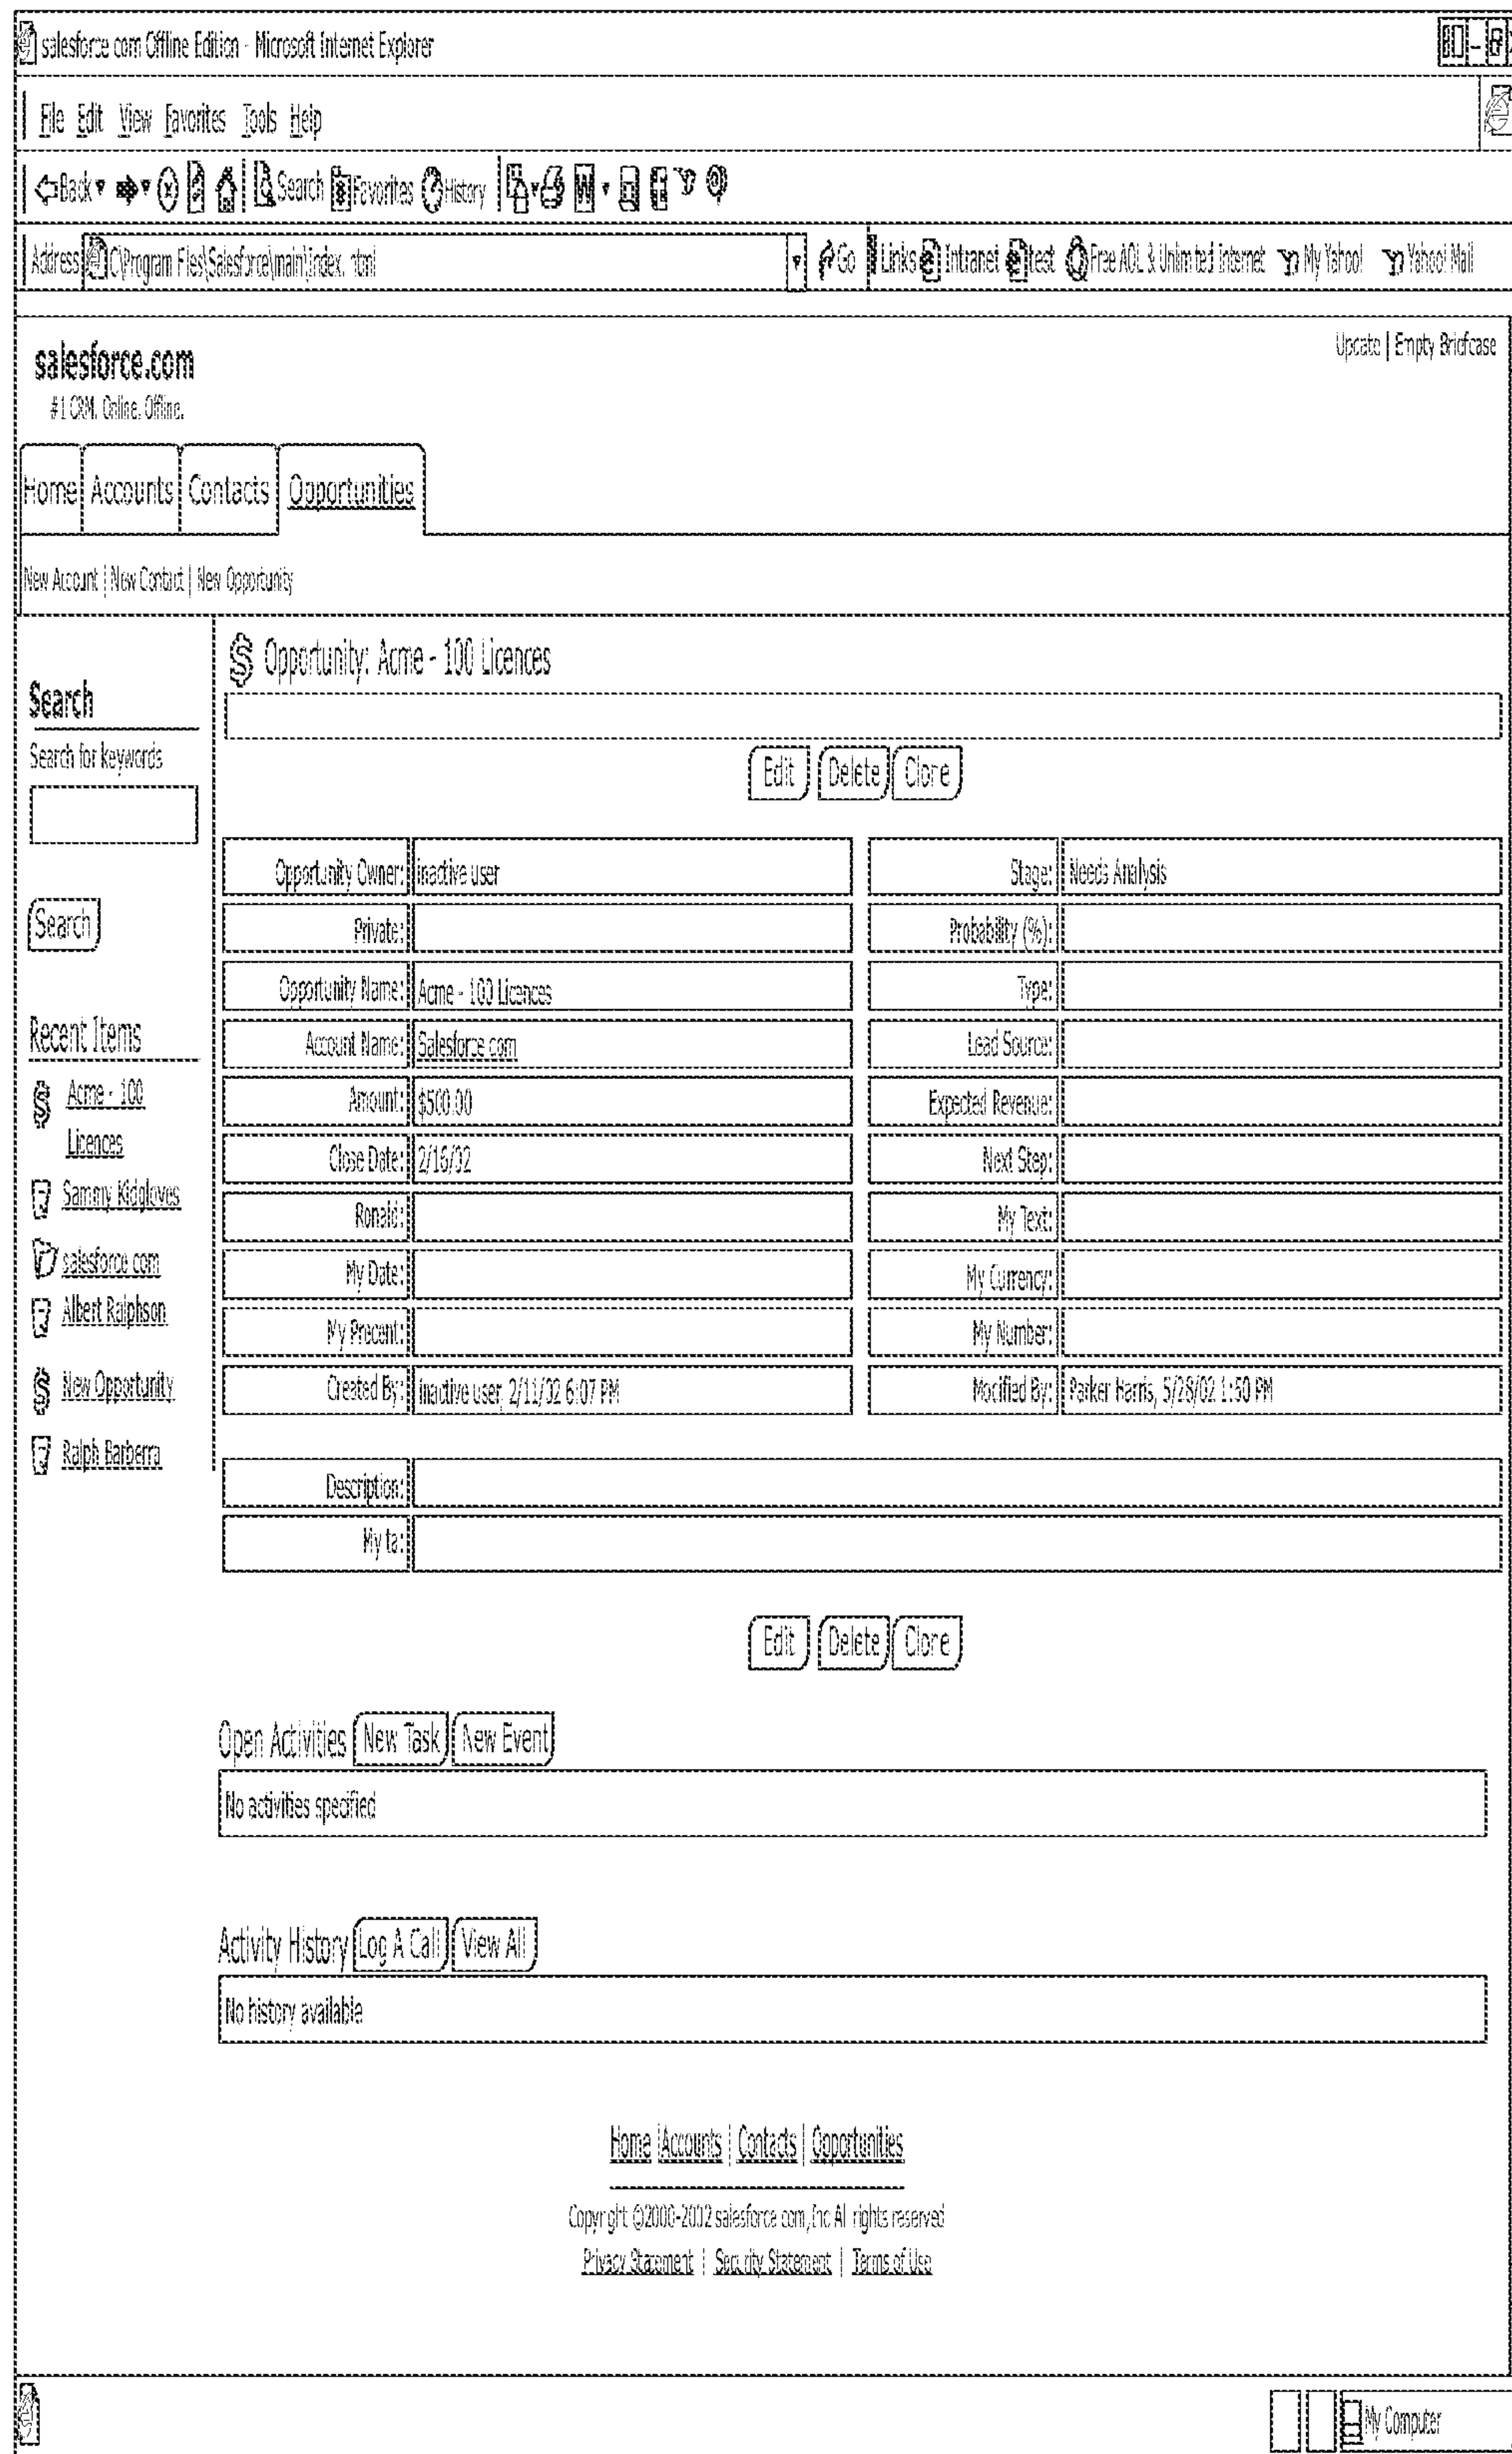 salesforce com Offline Edition - Microsoft Internet Explorer
File Edit View Favorites Tools Help
Back Search Favorites History W
Address C\Program Files\Salesforce\main\index. html Go Links Intranet test Free AOL & Unlimited Internet My Yahoo! Yahoo! Mail
Update | Empty Briefcase
salesforce.com
#1 CRM. Online. Offline.
Home Accounts Contacts Opportunities
New Account | New Contact | New Opportunity
Opportunity: Acme - 100 Licences
Search
Search for keywords
Edit Delete Clone
Opportunity Owner: inactive user Stage: Needs Analysis
Search
Private: Probability (%):
Opportunity Name: Acme - 100 Licences Type:
Recent Items
Account Name: Salesforce com Lead Source:
Acme - 100
Licences
Amount: $500.00 Expected Revenue:
Close Date: 2/16/02 Next Step:
Sammy Kidgloves
Ronald: My Text:
salesforce com
My Date: My Currency:
Albert Ralphson
My Precent: My Number:
New Opportunity
Created By: inactive user, 2/11/02 6:07 PM Modified By: Parker Harris, 5/28/02 1:50 PM
Ralph Barberra
Description:
My ta:
Edit Delete Clone
Open Activities New Task New Event
No activities specified
Activity History Log A Call View All
No history available
Home | Accounts | Contacts | Opportunities
Copyright ©2000-2002 salesforce com, Inc All rights reserved
Privacy Statement | Security Statement | Terms of Use
My Computer